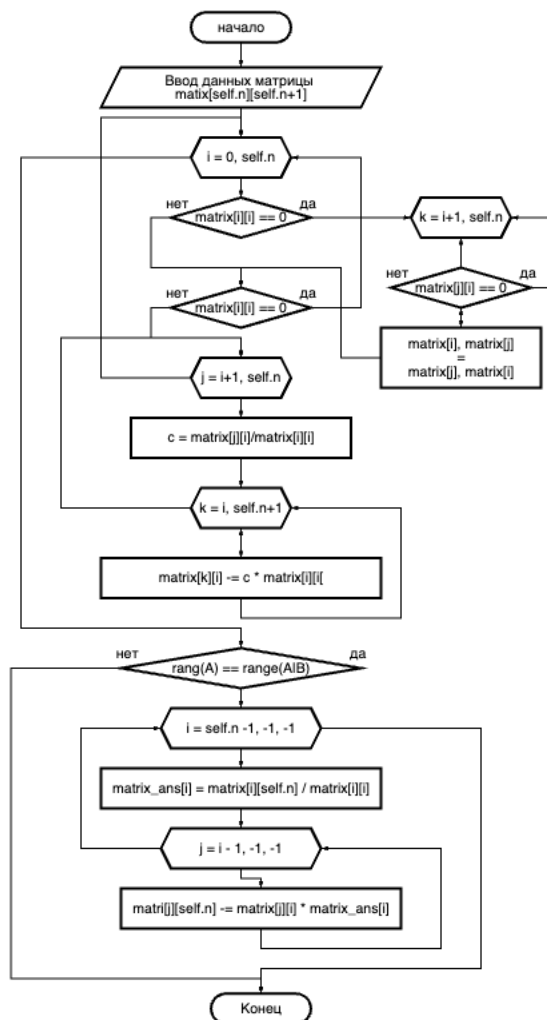 начало
Ввод данных матрицы
matix[self.n][self.n+1]
i = 0, self.n
нет
да
matrix[i][i] == 0
k = i+1, self.n
нет
да
matrix[j][i] == 0
нет
да
matrix[i][i] == 0
matrix[i], matrix[j]
=
matrix[j], matrix[i]
j = i+1, self.n
c = matrix[j][i]/matrix[i][i]
k = i, self.n+1
matrix[k][i] -= c * matrix[i][i[
нет
да
rang(A) == range(A|B)
i = self.n -1, -1, -1
matrix_ans[i] = matrix[i][self.n] / matrix[i][i]
j = i - 1, -1, -1
matri[j][self.n] -= matrix[j][i] * matrix_ans[i]
Конец